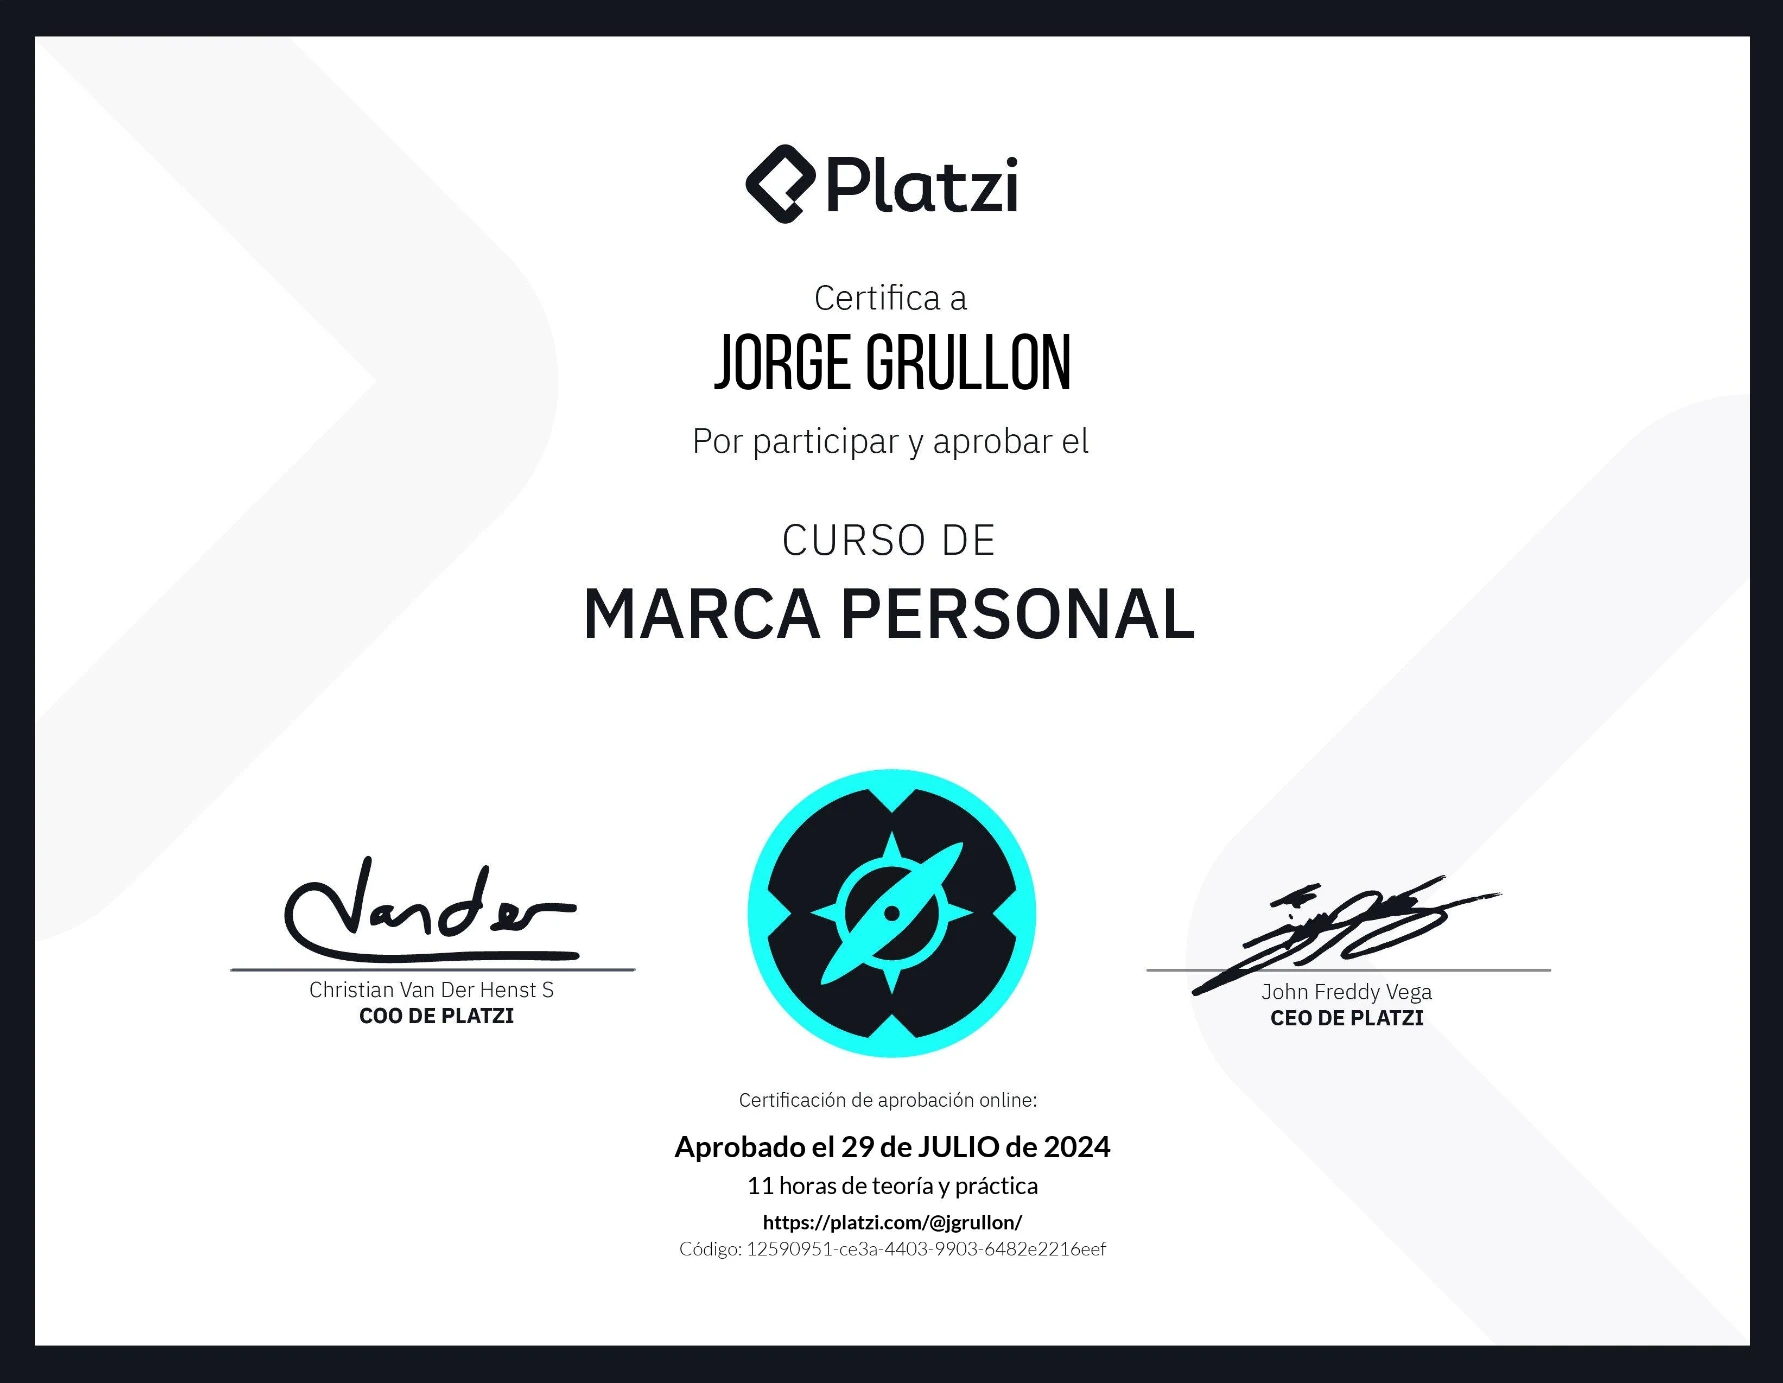 Platzi
Certifica a
JORGE GRULLON
Por participar y aprobar el
CURSO DE
MARCA PERSONAL
Vander
Christian Van Der Henst S
COO DE PLATZI
John Freddy Vega
CEO DE PLATZI
Certificación de aprobación online:
Aprobado el 29 de JULIO de 2024
11 horas de teoría y práctica
https://platzi.com/@jgrullon/
Código: 12590951-ce3a-4403-9903-6482e2216eef